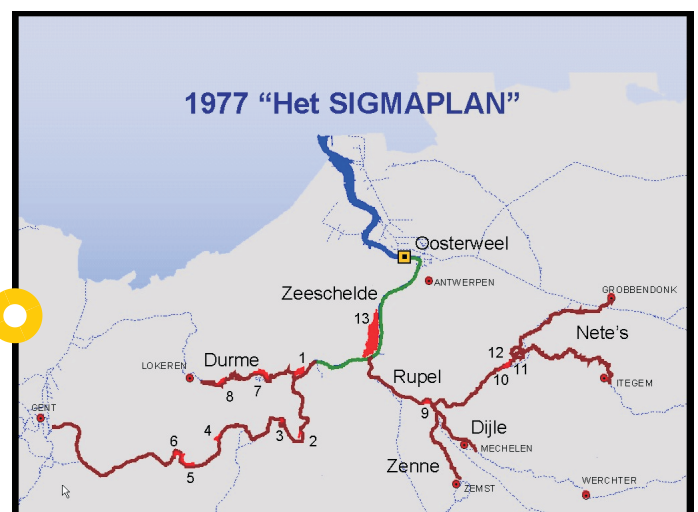 1977 “Het SIGMAPLAN”
Oosterweel
ANTWERPEN
Zeeschelde
GROBBENDONK
13
Nete’s
12
11
10
ITEGEM
Durme
LOKEREN
1
7
8
Rupel
9
GENT
6
4
3
2
5
Dijle
MECHELEN
Zenne
ZEMST
WERCHTER